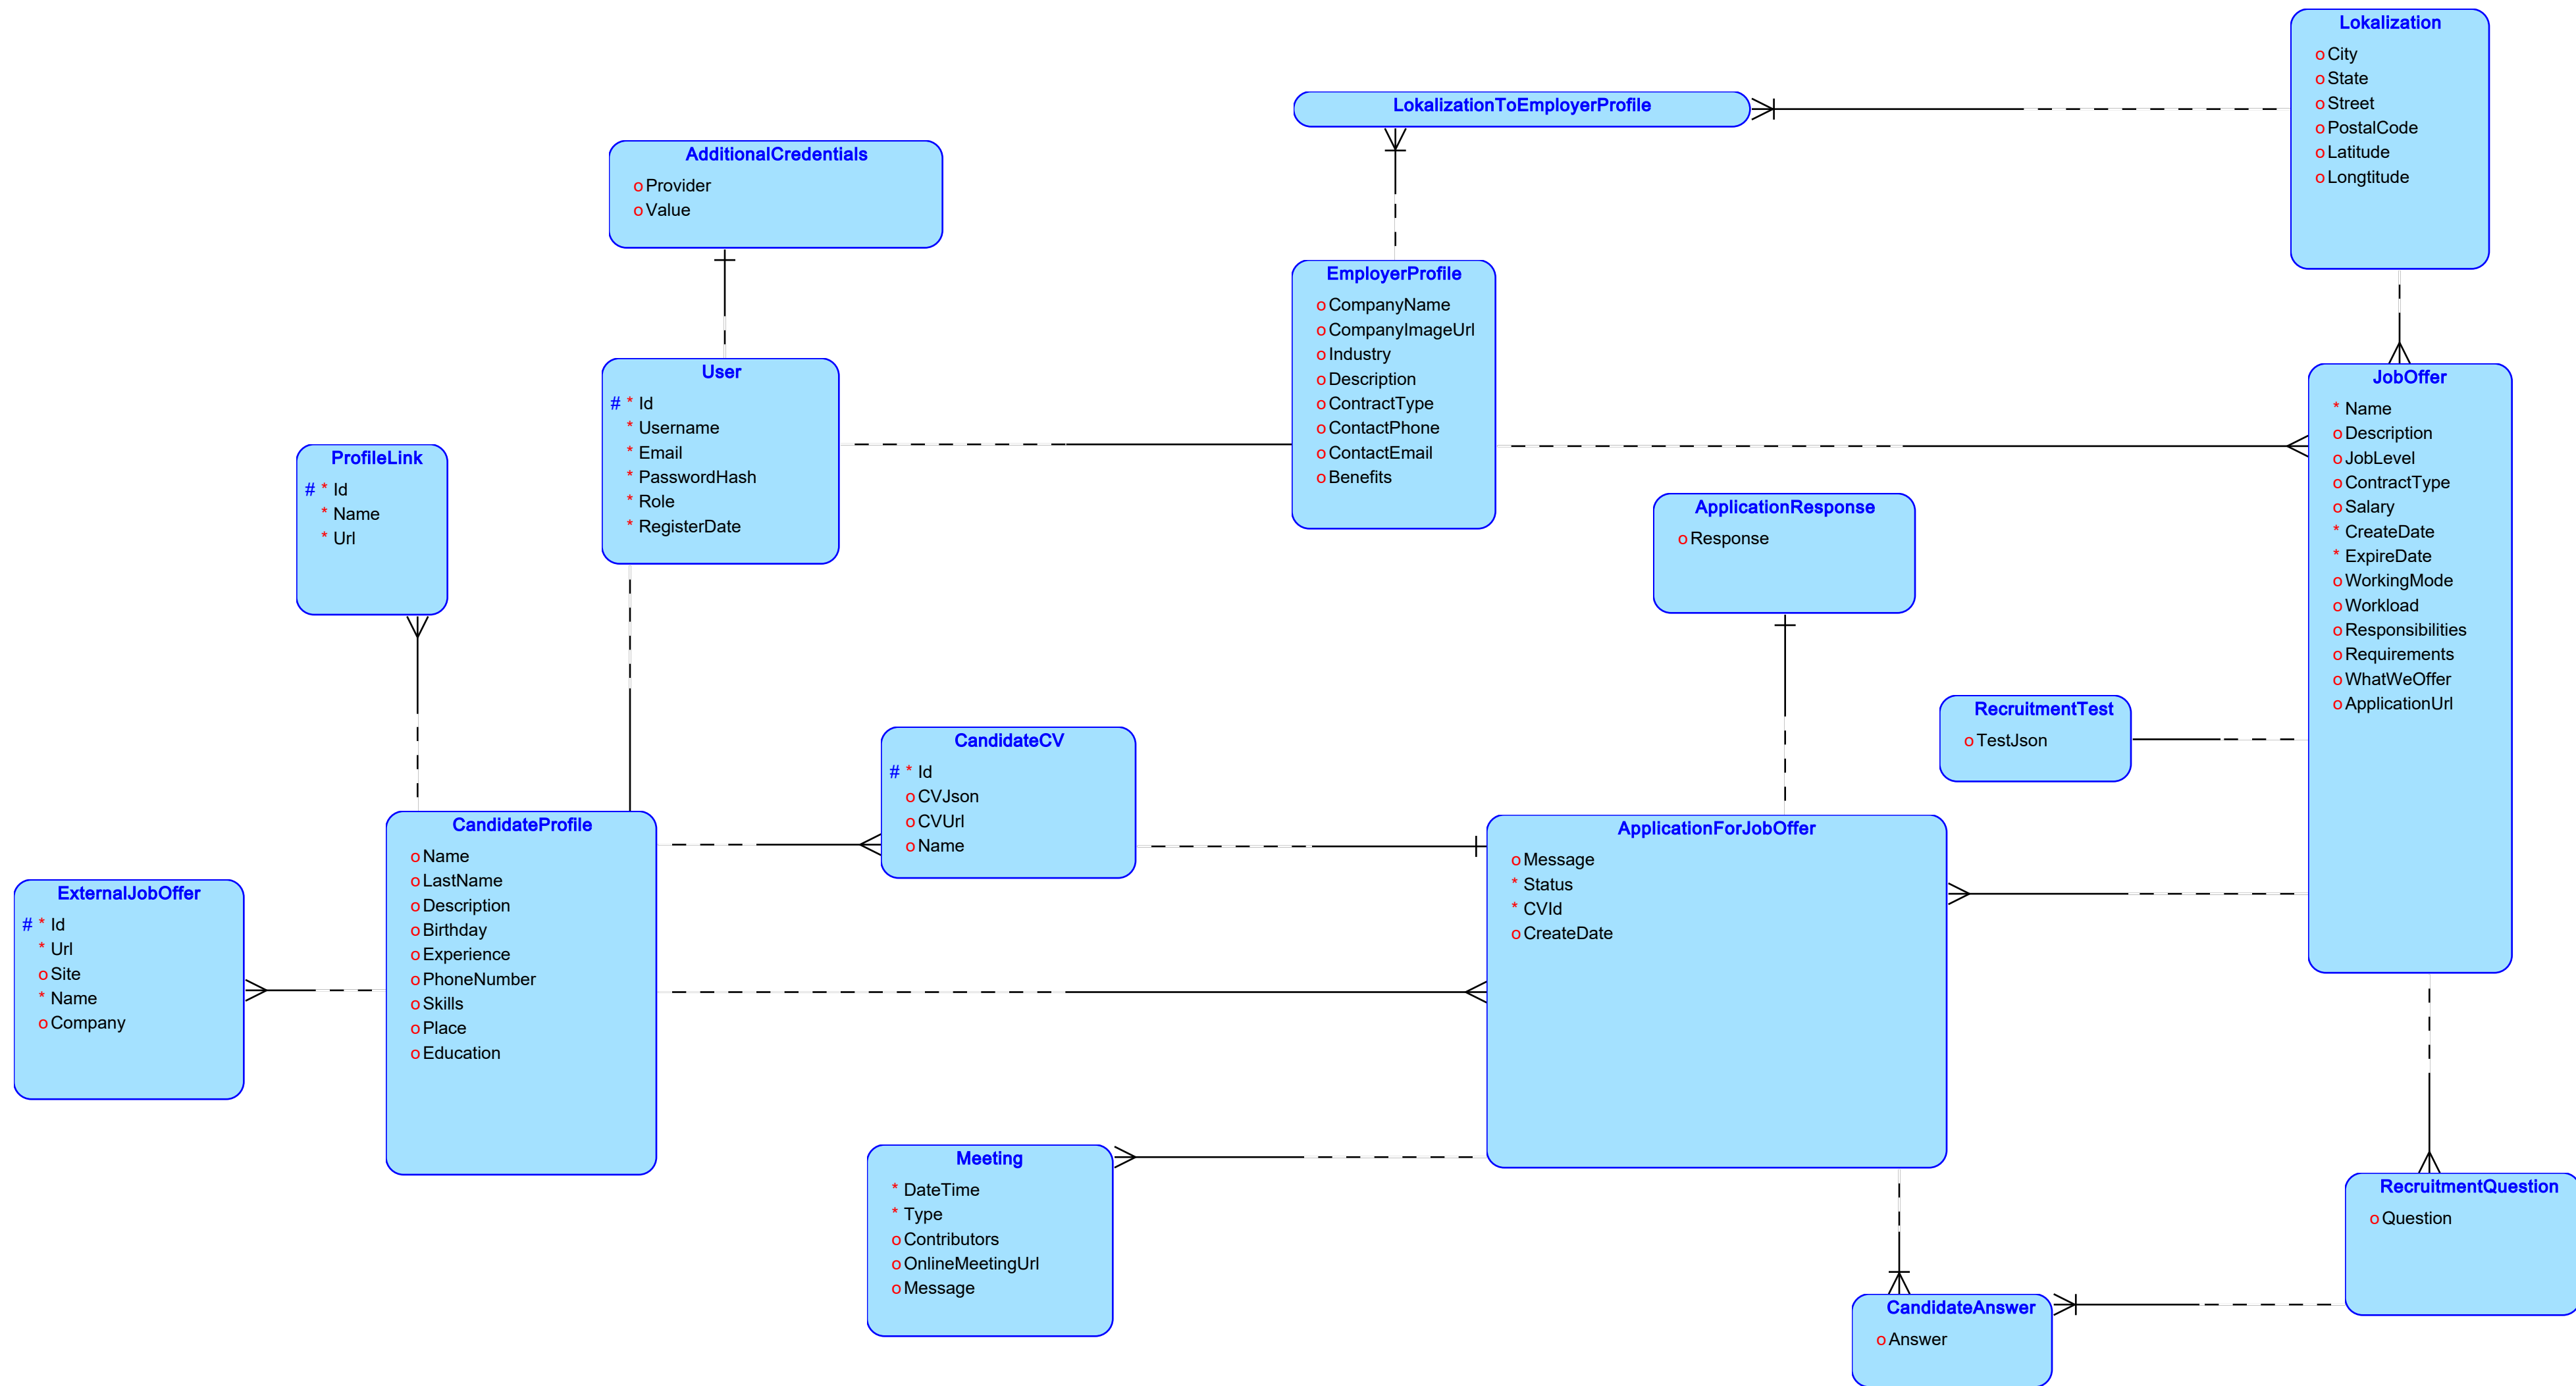 Lokalization
o City
o State
o Street
o PostalCode
o Latitude
o Longtitude
LokalizationToEmployerProfile
AdditionalCredentials
o Provider
o Value
EmployerProfile
o CompanyName
o CompanyImageUrl
o Industry
o Description
o ContractType
o ContactPhone
o ContactEmail
o Benefits
User
# * Id
* Username
* Email
* PasswordHash
* Role
* RegisterDate
JobOffer
* Name
o Description
o JobLevel
o ContractType
o Salary
* CreateDate
* ExpireDate
o WorkingMode
o Workload
o Responsibilities
o Requirements
o WhatWeOffer
o ApplicationUrl
ProfileLink
# * Id
* Name
* Url
ApplicationResponse
o Response
RecruitmentTest
o TestJson
CandidateCV
# * Id
o CVJson
o CVUrl
o Name
CandidateProfile
o Name
o LastName
o Description
o Birthday
o Experience
o PhoneNumber
o Skills
o Place
o Education
ApplicationForJobOffer
o Message
* Status
* CVId
o CreateDate
ExternalJobOffer
# * Id
* Url
o Site
* Name
o Company
Meeting
* DateTime
* Type
o Contributors
o OnlineMeetingUrl
o Message
RecruitmentQuestion
o Question
CandidateAnswer
o Answer